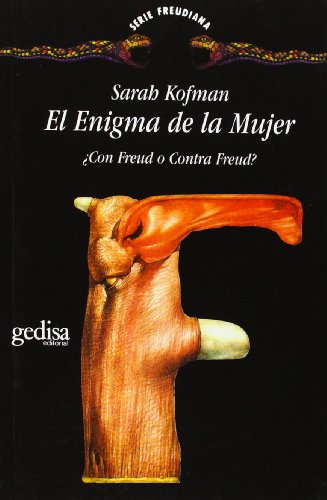 SERIE FREUDIANA
Sarah Kofman
El Enigma de la Mujer
¿Con Freud o Contra Freud?
gedisa
editorial